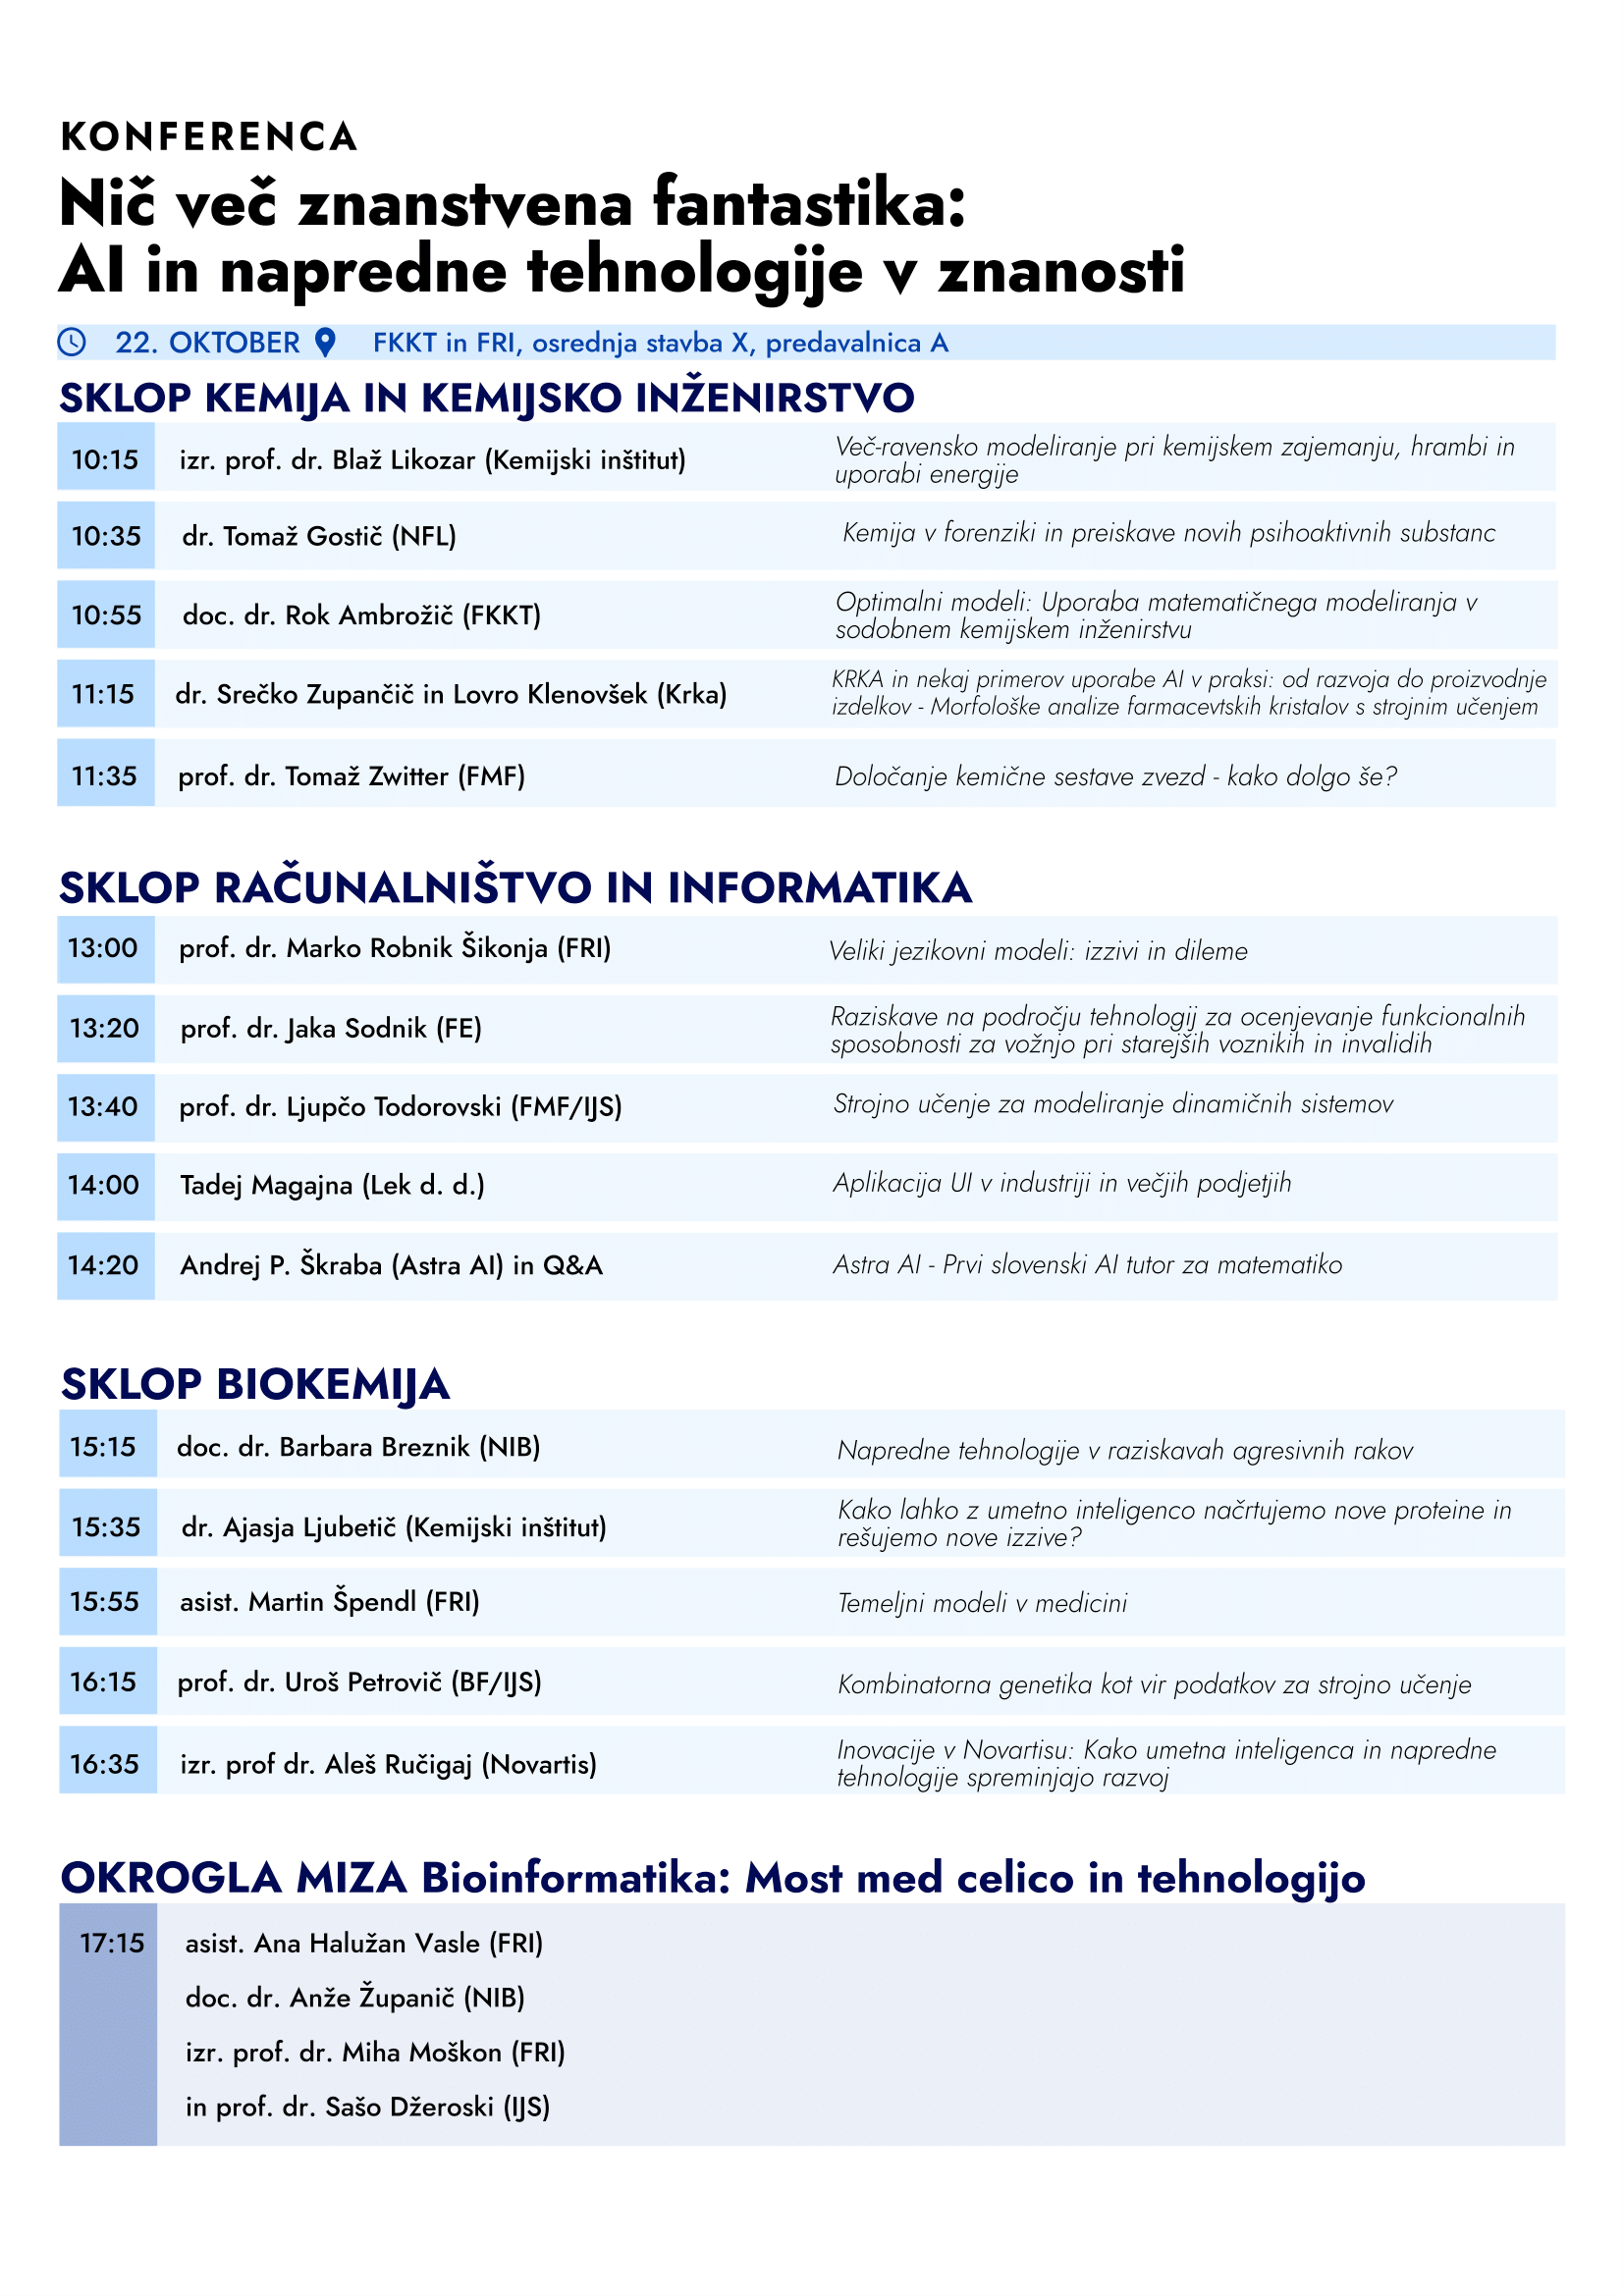 KONFERENCA
Nič več znanstvena fantastika:
AI in napredne tehnologije v znanosti
22. OKTOBER FKKT in FRI, osrednja stavba X, predavalnica A
SKLOP KEMIJA IN KEMIJSKO INŽENIRSTVO
10:15 izr. prof. dr. Blaž Likozar (Kemijski inštitut) Več-ravensko modeliranje pri kemijskem zajemanju, hrambi in
uporabi energije
10:35 dr. Tomaž Gostič (NFL) Kemija v forenziki in preiskave novih psihoaktivnih substanc
10:55 doc. dr. Rok Ambrožič (FKKT) Optimalni modeli: Uporaba matematičnega modeliranja v
sodobnem kemijskem inženirstvu
11:15 dr. Srečko Zupančič in Lovro Klenovšek (Krka) KRKA in nekaj primerov uporabe AI v praksi: od razvoja do proizvodnje
izdelkov - Morfološke analize farmacevtskih kristalov s strojnim učenjem
11:35 prof. dr. Tomaž Zwitter (FMF) Določanje kemične sestave zvezd - kako dolgo še?
SKLOP RAČUNALNIŠTVO IN INFORMATIKA
13:00 prof. dr. Marko Robnik Šikonja (FRI) Veliki jezikovni modeli: izzivi in dileme
13:20 prof. dr. Jaka Sodnik (FE) Raziskave na področju tehnologij za ocenjevanje funkcionalnih
sposobnosti za vožnjo pri starejših voznikih in invalidih
13:40 prof. dr. Ljupčo Todorovski (FMF/IJS) Strojno učenje za modeliranje dinamičnih sistemov
14:00 Tadej Magajna (Lek d. d.) Aplikacija UI v industriji in večjih podjetjih
14:20 Andrej P. Škraba (Astra AI) in Q&A Astra AI - Prvi slovenski AI tutor za matematiko
SKLOP BIOKEMIJA
15:15 doc. dr. Barbara Breznik (NIB) Napredne tehnologije v raziskavah agresivnih rakov
15:35 dr. Ajasja Ljubetič (Kemijski inštitut) Kako lahko z umetno inteligenco načrtujemo nove proteine in
rešujemo nove izzive?
15:55 asist. Martin Špendl (FRI) Temeljni modeli v medicini
16:15 prof. dr. Uroš Petrovič (BF/IJS) Kombinatorna genetika kot vir podatkov za strojno učenje
16:35 izr. prof dr. Aleš Ručigaj (Novartis) Inovacije v Novartisu: Kako umetna inteligenca in napredne
tehnologije spreminjajo razvoj
OKROGLA MIZA Bioinformatika: Most med celico in tehnologijo
17:15 asist. Ana Halužan Vasle (FRI)
doc. dr. Anže Županič (NIB)
izr. prof. dr. Miha Moškon (FRI)
in prof. dr. Sašo Džeroski (IJS)